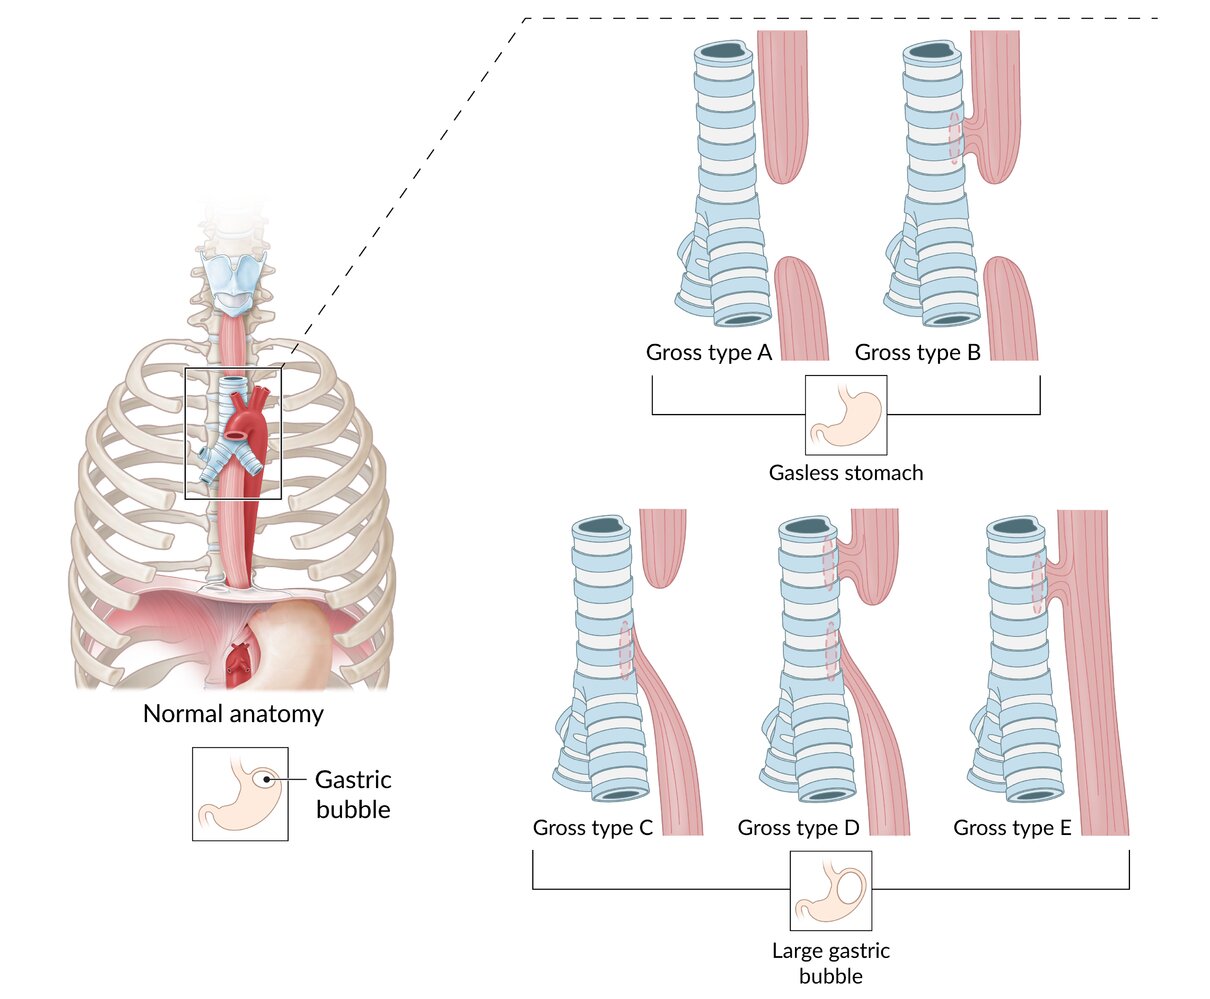 Gross type A
Gross type B
Gasless stomach
Normal anatomy
Gastric
bubble
Gross type C
Gross type D
Gross type E
Large gastric
bubble